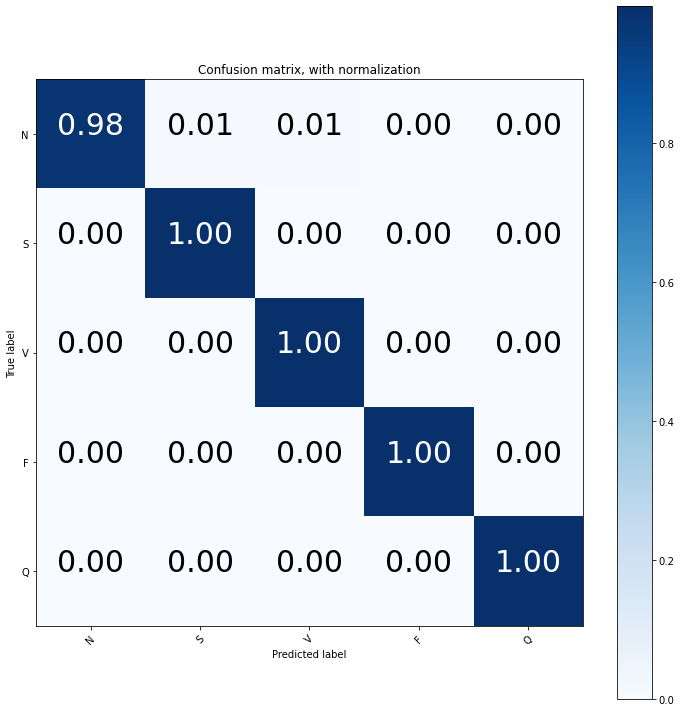 Confusion matrix, with normalization
N 0.98 0.01 0.01 0.00 0.00
S 0.00 1.00 0.00 0.00 0.00
V 0.00 0.00 1.00 0.00 0.00
F 0.00 0.00 0.00 1.00 0.00
Q 0.00 0.00 0.00 0.00 1.00
True label
N S V F Q
Predicted label
0.8
0.6
0.4
0.2
0.0